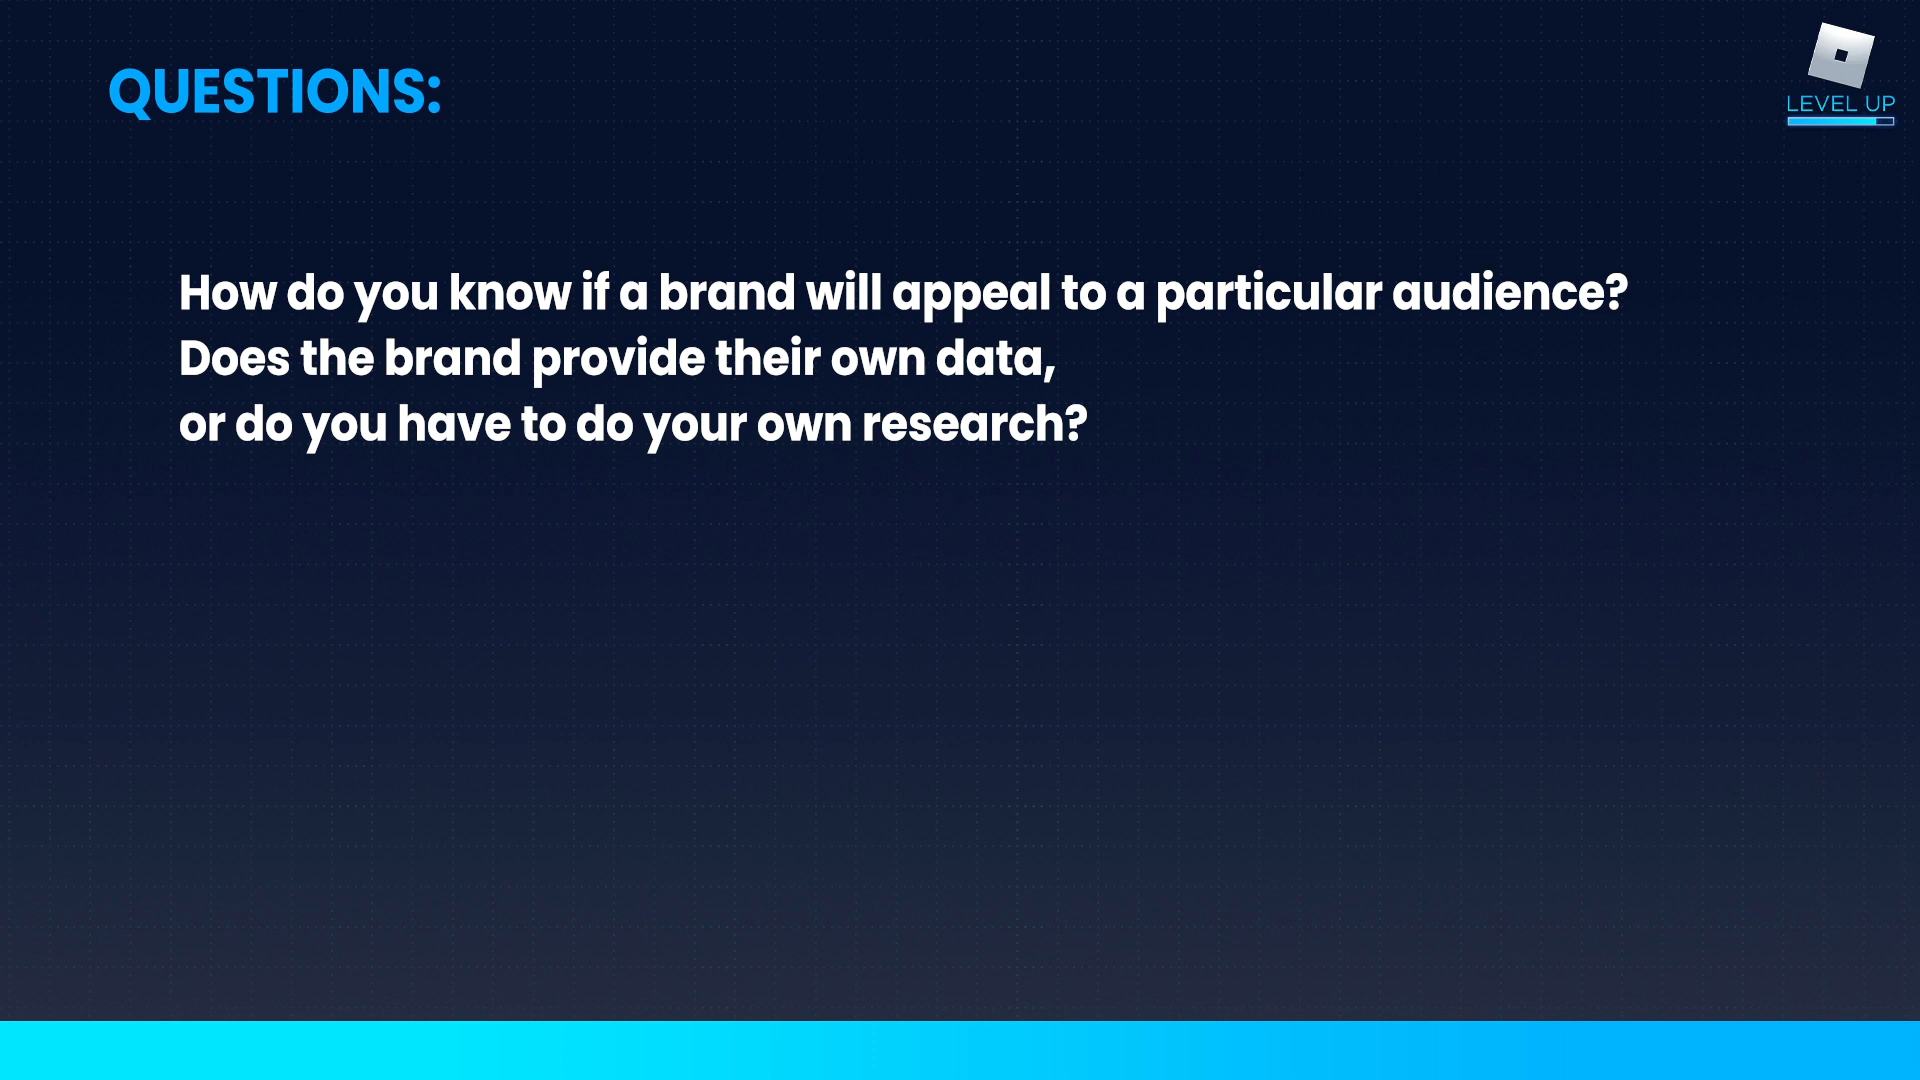 QUESTIONS:
LEVEL UP
How do you know if a brand will appeal to a particular audience?
Does the brand provide their own data,
or do you have to do your own research?